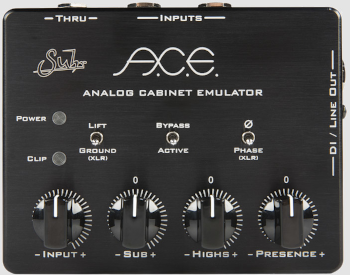 - Thru -
- Inputs -
Suhr
A.C.E.
Analog Cabinet Emulator
DI / Line Out
Power
Lift
Bypass
Ø
Ground
(XLR)
Active
Phase
(XLR)
Clip
0
0
0
- Input +
- Sub +
- Highs +
- Presence +